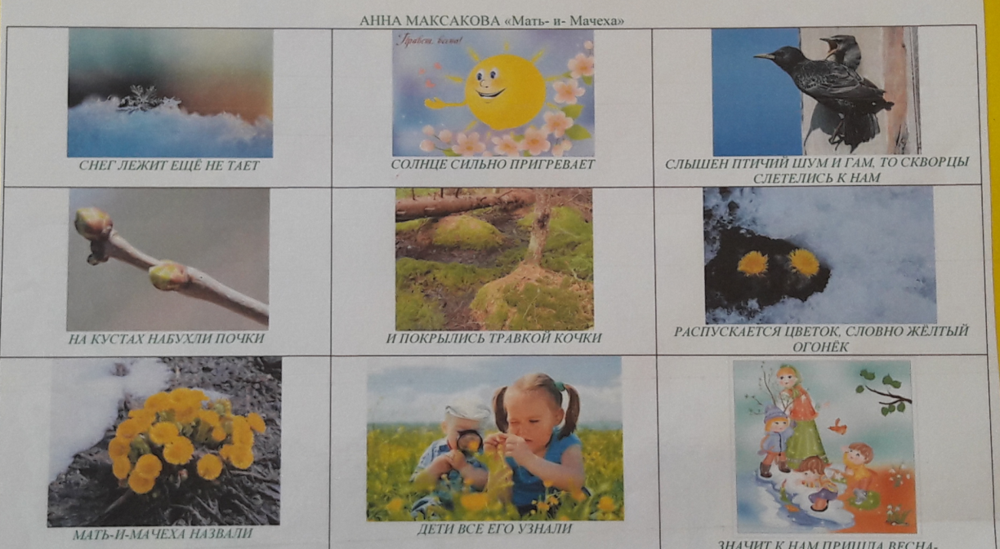 АННА МАКСАКОВА «Мать- и- Мачеха»
Привет, весна!
СНЕГ ЛЕЖИТ ЕЩЁ НЕ ТАЕТ
СОЛНЦЕ СИЛЬНО ПРИГРЕВАЕТ
СЛЫШЕН ПТИЧИЙ ШУМ И ГАМ, ТО СКВОРЦЫ
СЛЕТЕЛИСЬ К НАМ
НА КУСТАХ НАБУХЛИ ПОЧКИ
И ПОКРЫЛИСЬ ТРАВКОЙ КОЧКИ
РАСПУСКАЕТСЯ ЦВЕТОК, СЛОВНО ЖЁЛТЫЙ
ОГОНЁК
МАТЬ-И-МАЧЕХА НАЗВАЛИ
ДЕТИ ВСЕ ЕГО УЗНАЛИ
ЗНАЧИТ К НАМ ПРИШЛА ВЕСНА-